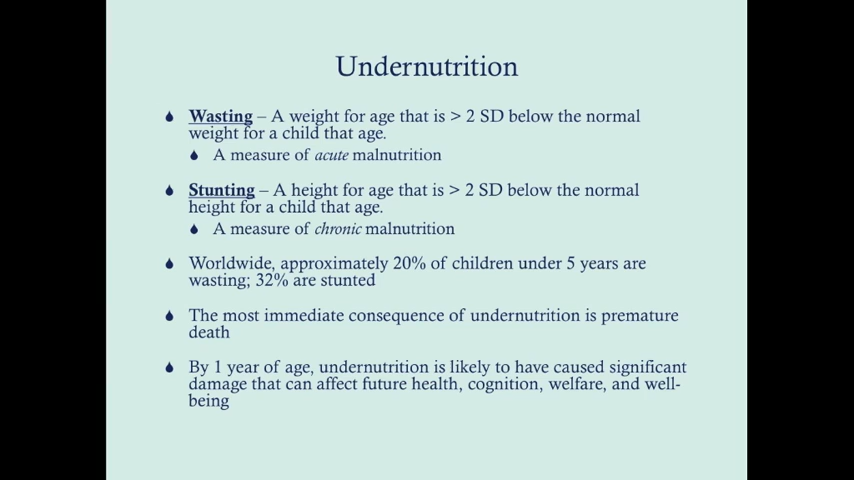 Undernutrition
Wasting – A weight for age that is > 2 SD below the normal
weight for a child that age.
A measure of acute malnutrition
Stunting – A height for age that is > 2 SD below the normal
height for a child that age.
A measure of chronic malnutrition
Worldwide, approximately 20% of children under 5 years are
wasting; 32% are stunted
The most immediate consequence of undernutrition is premature
death
By 1 year of age, undernutrition is likely to have caused significant
damage that can affect future health, cognition, welfare, and well-
being